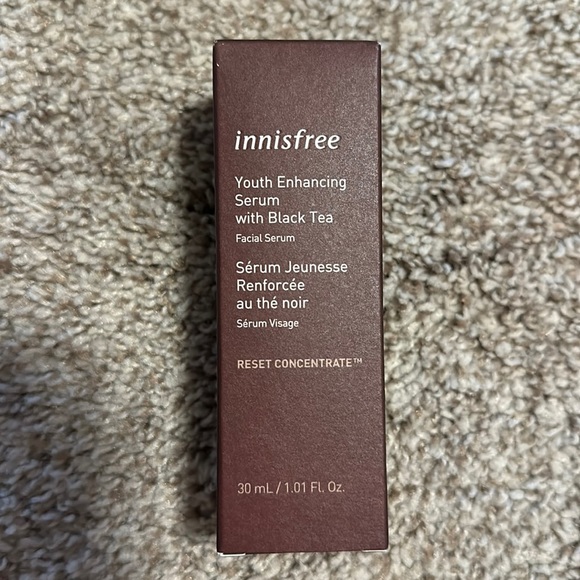 innisfree
Youth Enhancing
Serum
with Black Tea
Facial Serum
Sérum Jeunesse
Renforcée
au thé noir
Sérum Visage
RESET CONCENTRATE™
30 mL / 1.01 Fl. Oz.